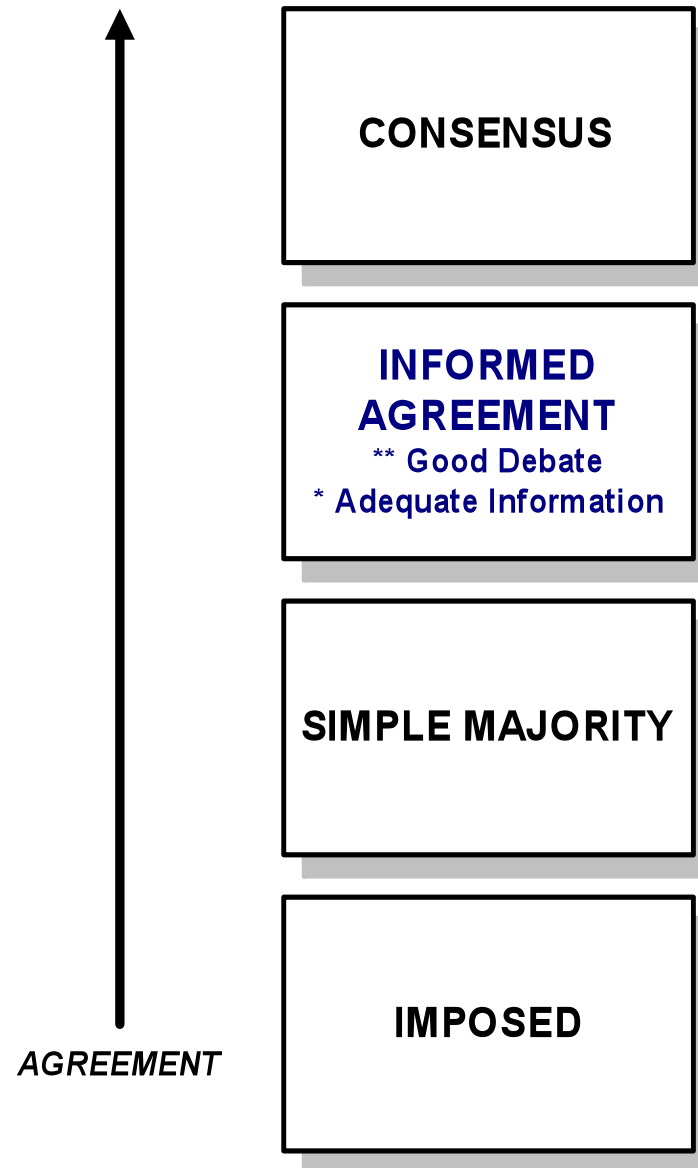 CONSENSUS
INFORMED
AGREEMENT
** Good Debate
* Adequate Information
SIMPLE MAJORITY
IMPOSED
AGREEMENT